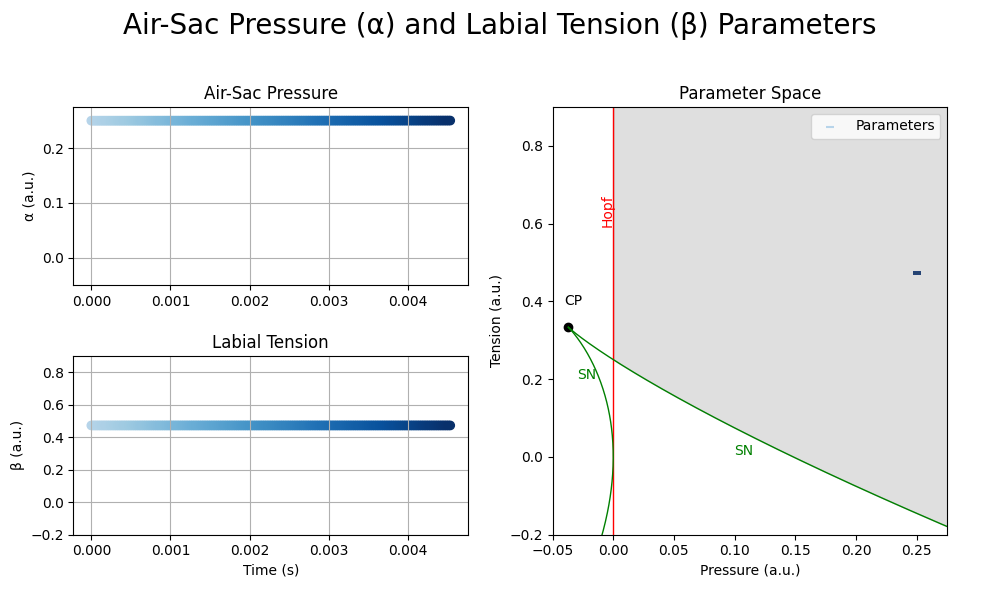 Air-Sac Pressure (α) and Labial Tension (β) Parameters
Air-Sac Pressure
α (a.u.)
0.2
0.1
0.0
0.000 0.001 0.002 0.003 0.004
Labial Tension
β (a.u.)
0.8
0.6
0.4
0.2
0.0
−0.2
0.000 0.001 0.002 0.003 0.004
Time (s)
Parameter Space
Parameters
Tension (a.u.)
0.8
0.6
0.4
0.2
0.0
−0.2
Hopf
CP
SN
SN
−0.05 0.00 0.05 0.10 0.15 0.20 0.25
Pressure (a.u.)